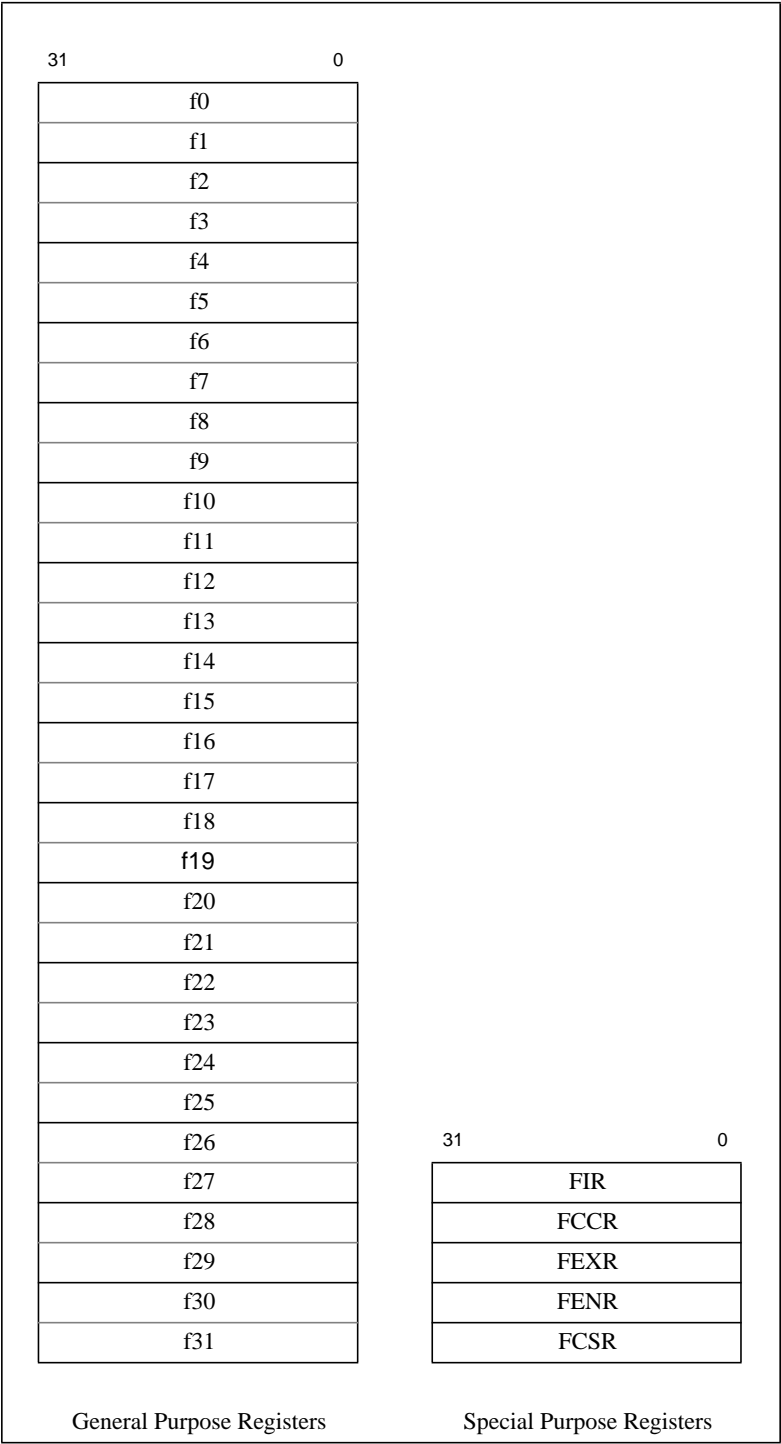 31 0
f0
f1
f2
f3
f4
f5
f6
f7
f8
f9
f10
f11
f12
f13
f14
f15
f16
f17
f18
f19
f20
f21
f22
f23
f24
f25
f26
f27
f28
f29
f30
f31
General Purpose Registers
31 0
FIR
FCCR
FEXR
FENR
FCSR
Special Purpose Registers